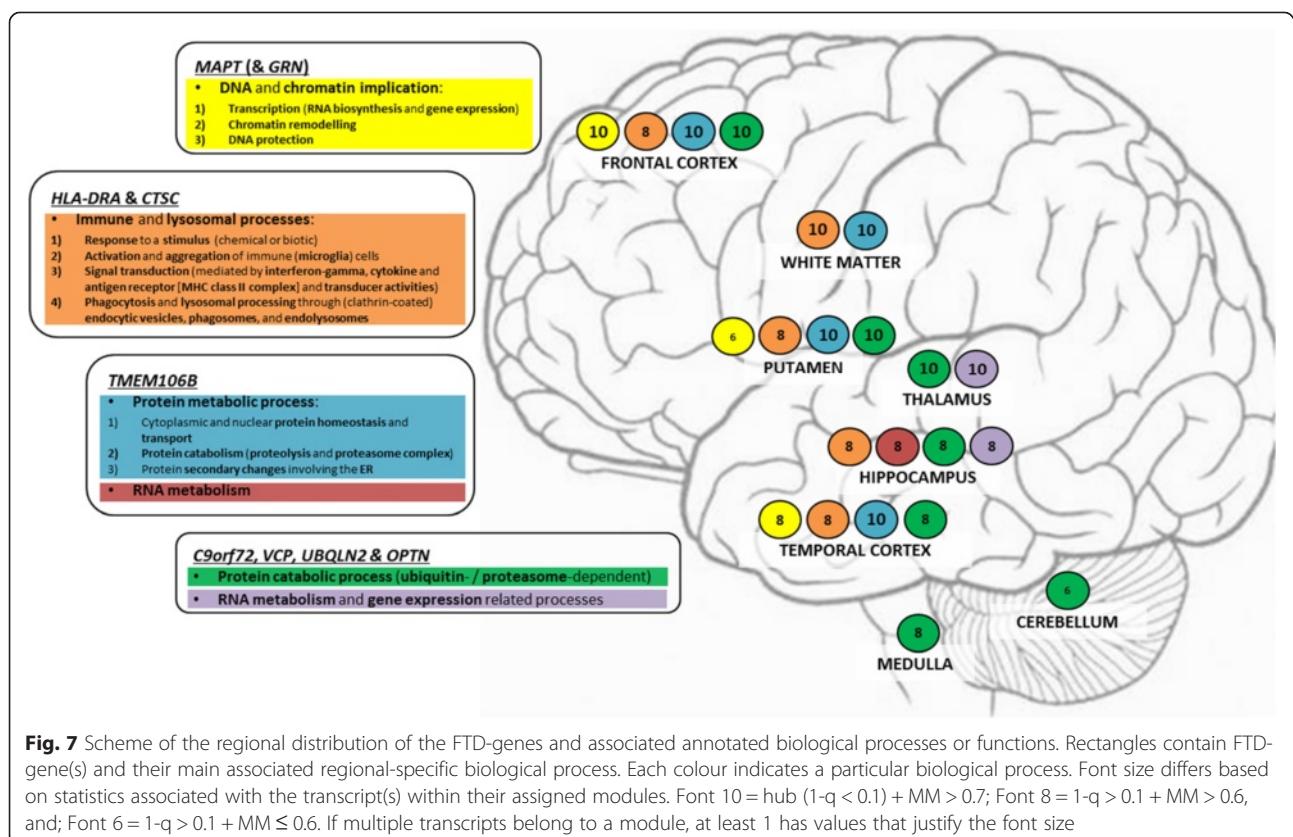 MAPT (& GRN)
• DNA and chromatin implication:
1) Transcription (RNA biosynthesis and gene expression)
2) Chromatin remodelling
3) DNA protection
HLA-DRA & CTSC
• Immune and lysosomal processes:
1) Response to a stimulus (chemical or biotic)
2) Activation and aggregation of immune (microglia) cells
3) Signal transduction (mediated by interferon-gamma, cytokine and
antigen receptor [MHC class II complex] and transducer activities)
4) Phagocytosis and lysosomal processing through (clathrin-coated)
endocytic vesicles, phagosomes, and endolysosomes
TMEM106B
• Protein metabolic process:
1) Cytoplasmic and nuclear protein homeostasis and
transport
2) Protein catabolism (proteolysis and proteasome complex)
3) Protein secondary changes involving the ER
• RNA metabolism
C9orf72, VCP, UBQLN2 & OPTN
• Protein catabolic process (ubiquitin- / proteasome-dependent)
• RNA metabolism and gene expression related processes
10 8 10 10
FRONTAL CORTEX
10 10
WHITE MATTER
6 8 10 10
PUTAMEN
10 10
THALAMUS
8 8 8 8
HIPPOCAMPUS
8 8 10 8
TEMPORAL CORTEX
6
CEREBELLUM
8
MEDULLA
Fig. 7 Scheme of the regional distribution of the FTD-genes and associated annotated biological processes or functions. Rectangles contain FTD-
gene(s) and their main associated regional-specific biological process. Each colour indicates a particular biological process. Font size differs based
on statistics associated with the transcript(s) within their assigned modules. Font 10 = hub (1-q < 0.1) + MM > 0.7; Font 8 = 1-q > 0.1 + MM > 0.6,
and; Font 6 = 1-q > 0.1 + MM ≤ 0.6. If multiple transcripts belong to a module, at least 1 has values that justify the font size